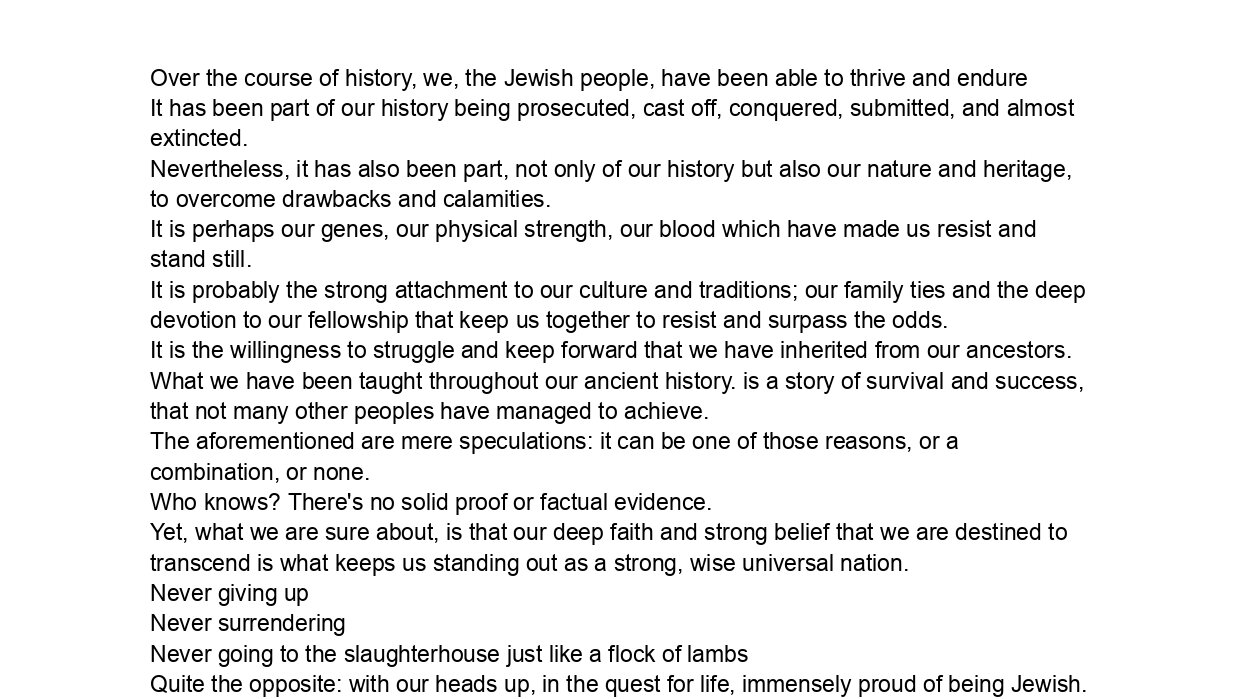 Over the course of history, we, the Jewish people, have been able to thrive and endure
It has been part of our history being prosecuted, cast off, conquered, submitted, and almost
extincted.
Nevertheless, it has also been part, not only of our history but also our nature and heritage,
to overcome drawbacks and calamities.
It is perhaps our genes, our physical strength, our blood which have made us resist and
stand still.
It is probably the strong attachment to our culture and traditions; our family ties and the deep
devotion to our fellowship that keep us together to resist and surpass the odds.
It is the willingness to struggle and keep forward that we have inherited from our ancestors.
What we have been taught throughout our ancient history. is a story of survival and success,
that not many other peoples have managed to achieve.
The aforementioned are mere speculations: it can be one of those reasons, or a
combination, or none.
Who knows? There's no solid proof or factual evidence.
Yet, what we are sure about, is that our deep faith and strong belief that we are destined to
transcend is what keeps us standing out as a strong, wise universal nation.
Never giving up
Never surrendering
Never going to the slaughterhouse just like a flock of lambs
Quite the opposite: with our heads up, in the quest for life, immensely proud of being Jewish.